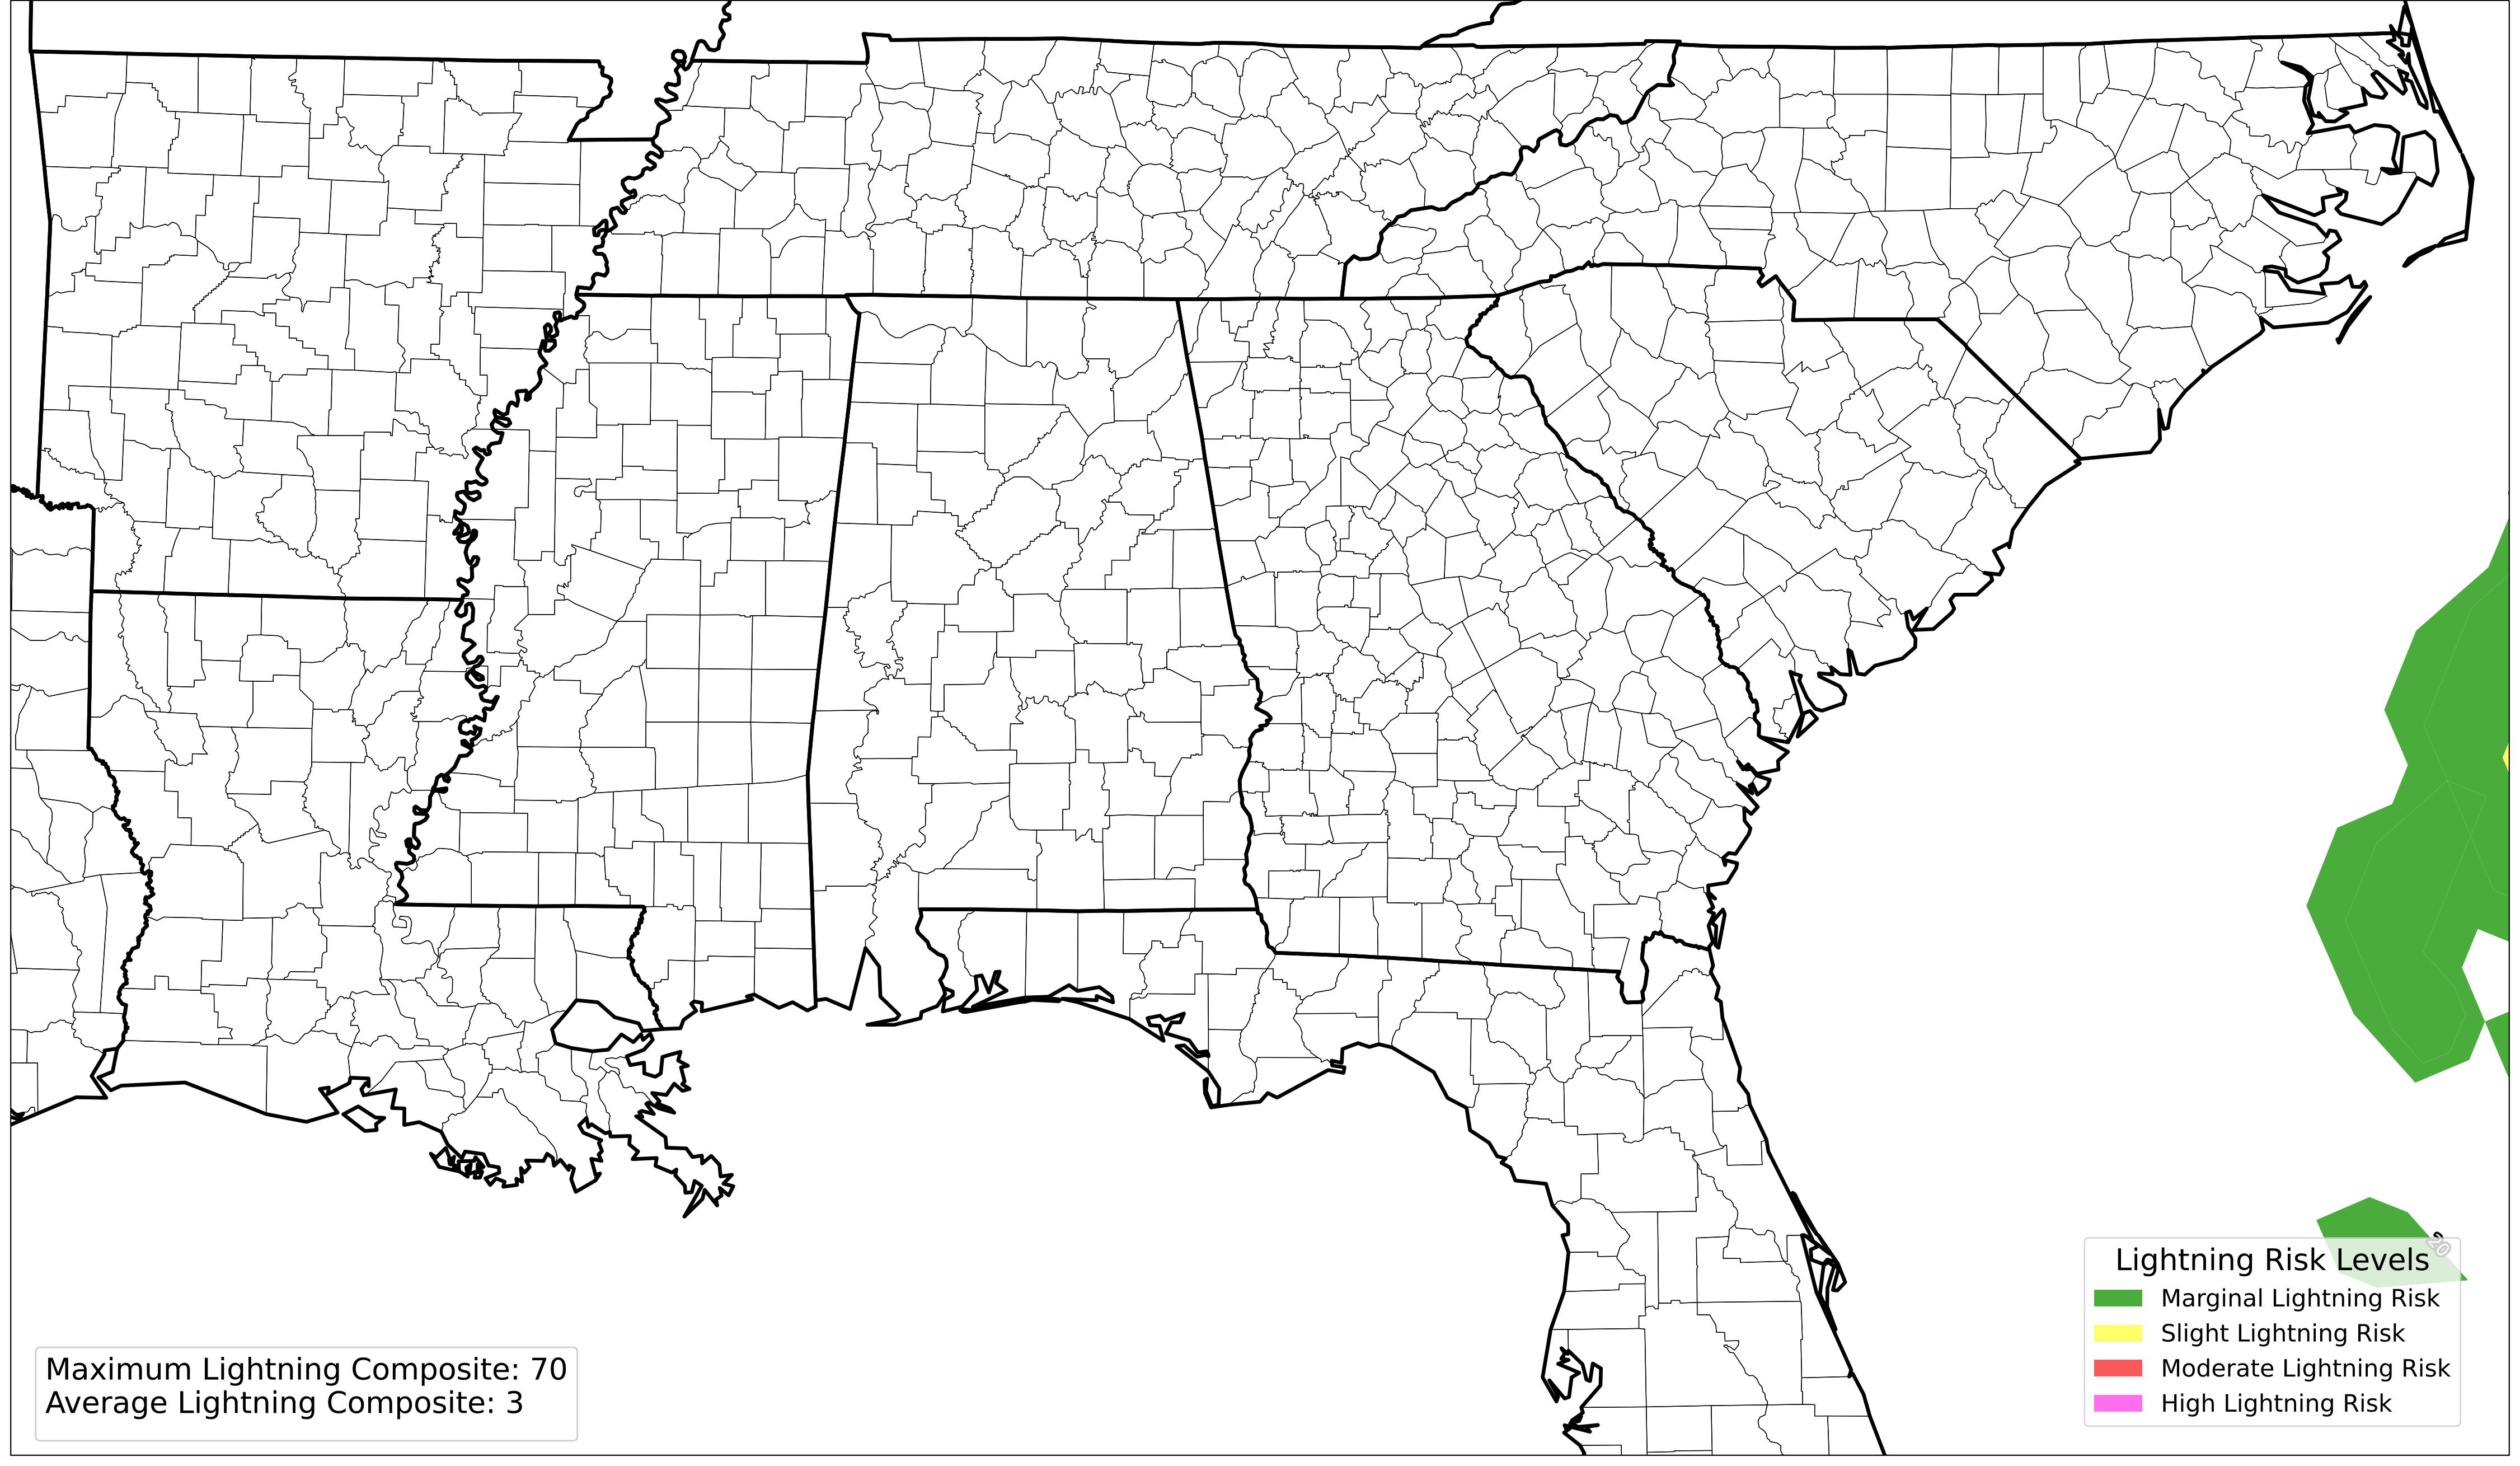 20
Lightning Risk Levels
Marginal Lightning Risk
Slight Lightning Risk
Moderate Lightning Risk
High Lightning Risk
Maximum Lightning Composite: 70
Average Lightning Composite: 3